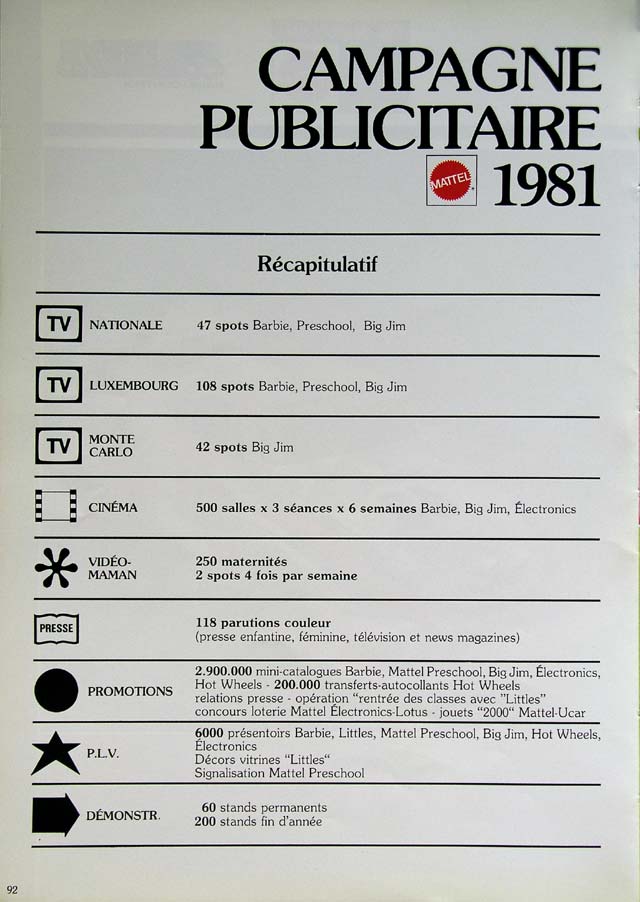 CAMPAGNE
PUBLICITAIRE
MATTEL 1981
Récapitulatif
TV NATIONALE 47 spots Barbie, Preschool, Big Jim
TV LUXEMBOURG 108 spots Barbie, Preschool, Big Jim
TV MONTE CARLO 42 spots Big Jim
CINÉMA 500 salles x 3 séances x 6 semaines Barbie, Big Jim, Électronics
VIDÉO-
MAMAN
250 maternités
2 spots 4 fois par semaine
PRESSE
118 parutions couleur
(presse enfantine, féminine, télévision et news magazines)
PROMOTIONS
2.900.000 mini-catalogues Barbie, Mattel Preschool, Big Jim, Électronics,
Hot Wheels - 200.000 transferts-autocollants Hot Wheels
relations presse - opération "rentrée des classes avec "Littles"
concours loterie Mattel Électronics-Lotus - jouets "2000" Mattel-Ucar
P.L.V.
6000 présentoirs Barbie, Littles, Mattel Preschool, Big Jim, Hot Wheels,
Électronics
Décors vitrines "Littles"
Signalisation Mattel Preschool
DÉMONSTR.
60 stands permanents
200 stands fin d'année
92